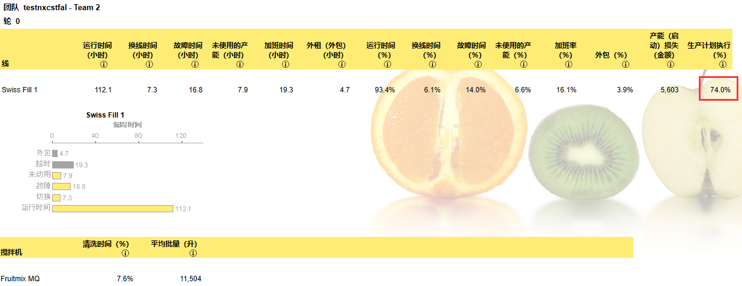 团队 testnxcstfal - Team 2
轮 0
线 运行时间 (小时) 换线时间 (小时) 故障时间 (小时) 未使用的产能 (小时) 加班时间 (小时) 外租 (外包) (小时) 运行时间 (%) 换线时间 (%) 故障时间 (%) 未使用的产能 (%) 加班率 (%) 外包 (%) 产能 (启动) 损失 (金额) 生产计划执行 (%)
Swiss Fill 1 112.1 7.3 16.8 7.9 19.3 4.7 93.4% 6.1% 14.0% 6.6% 16.1% 3.9% 5,603 74.0%
Swiss Fill 1
0 40 80 120
外包 4.7
超时 19.3
未动用 7.9
故障 16.8
切换 7.3
运行时间 112.1
搅拌机 清洗时间 (%) 平均批量 (升)
Fruitmix MQ 7.6% 11,504